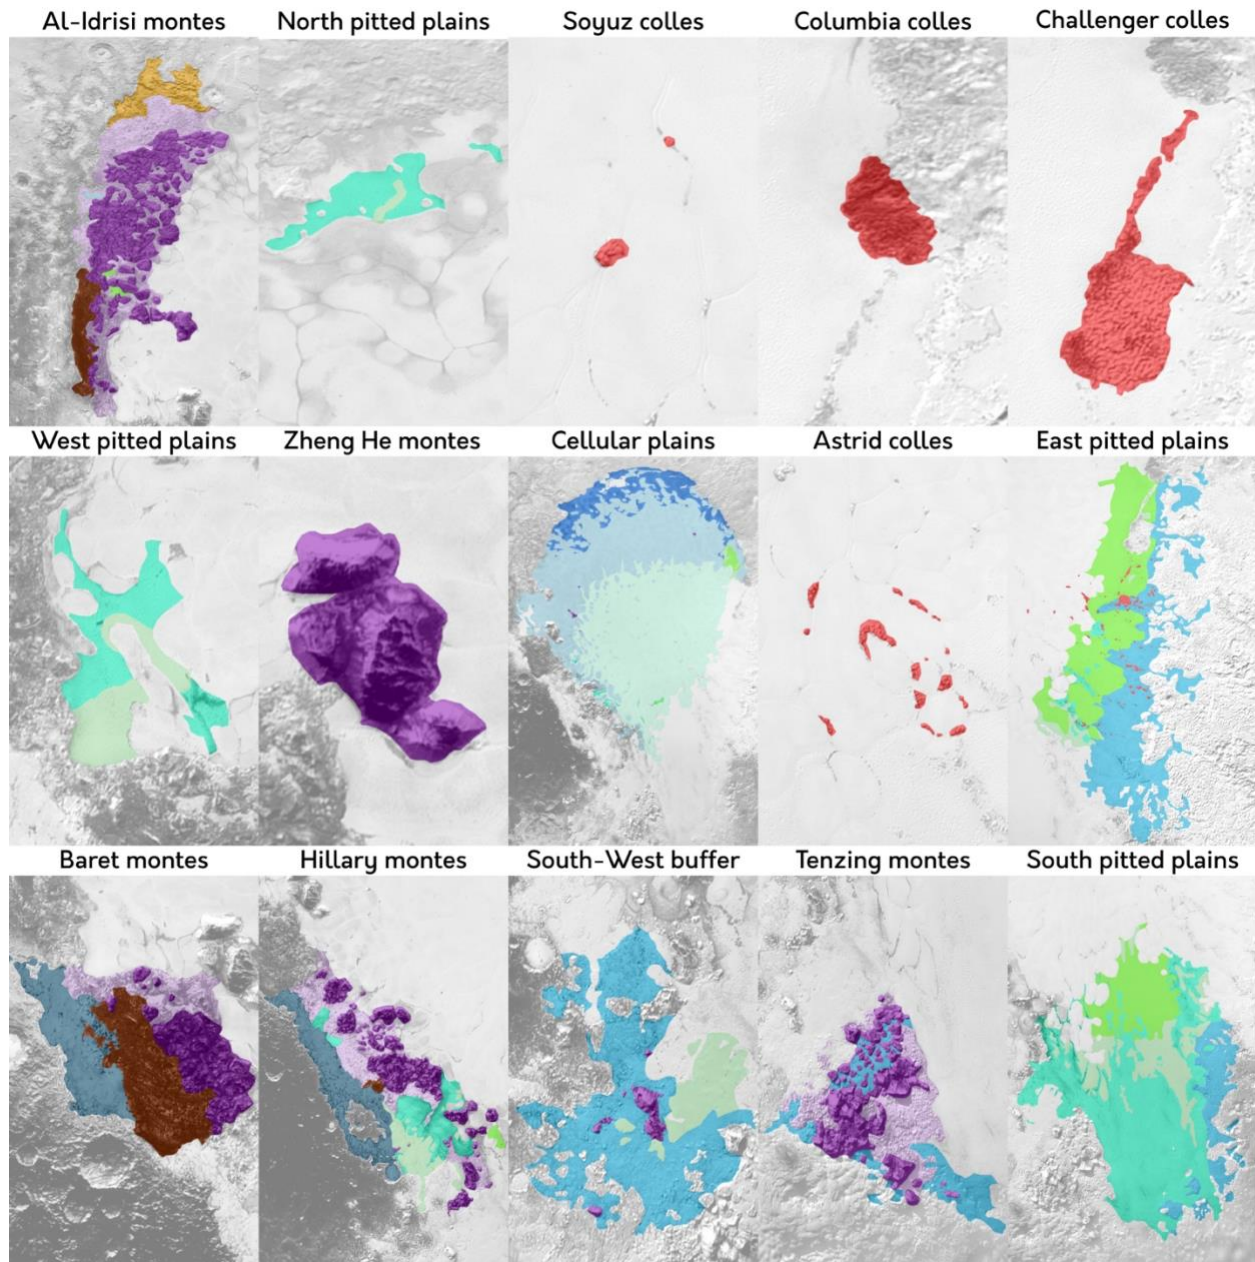 Al-Idrisi montes
North pitted plains
Soyuz colles
Columbia colles
Challenger colles
West pitted plains
Zheng He montes
Cellular plains
Astrid colles
East pitted plains
Baret montes
Hillary montes
South-West buffer
Tenzing montes
South pitted plains